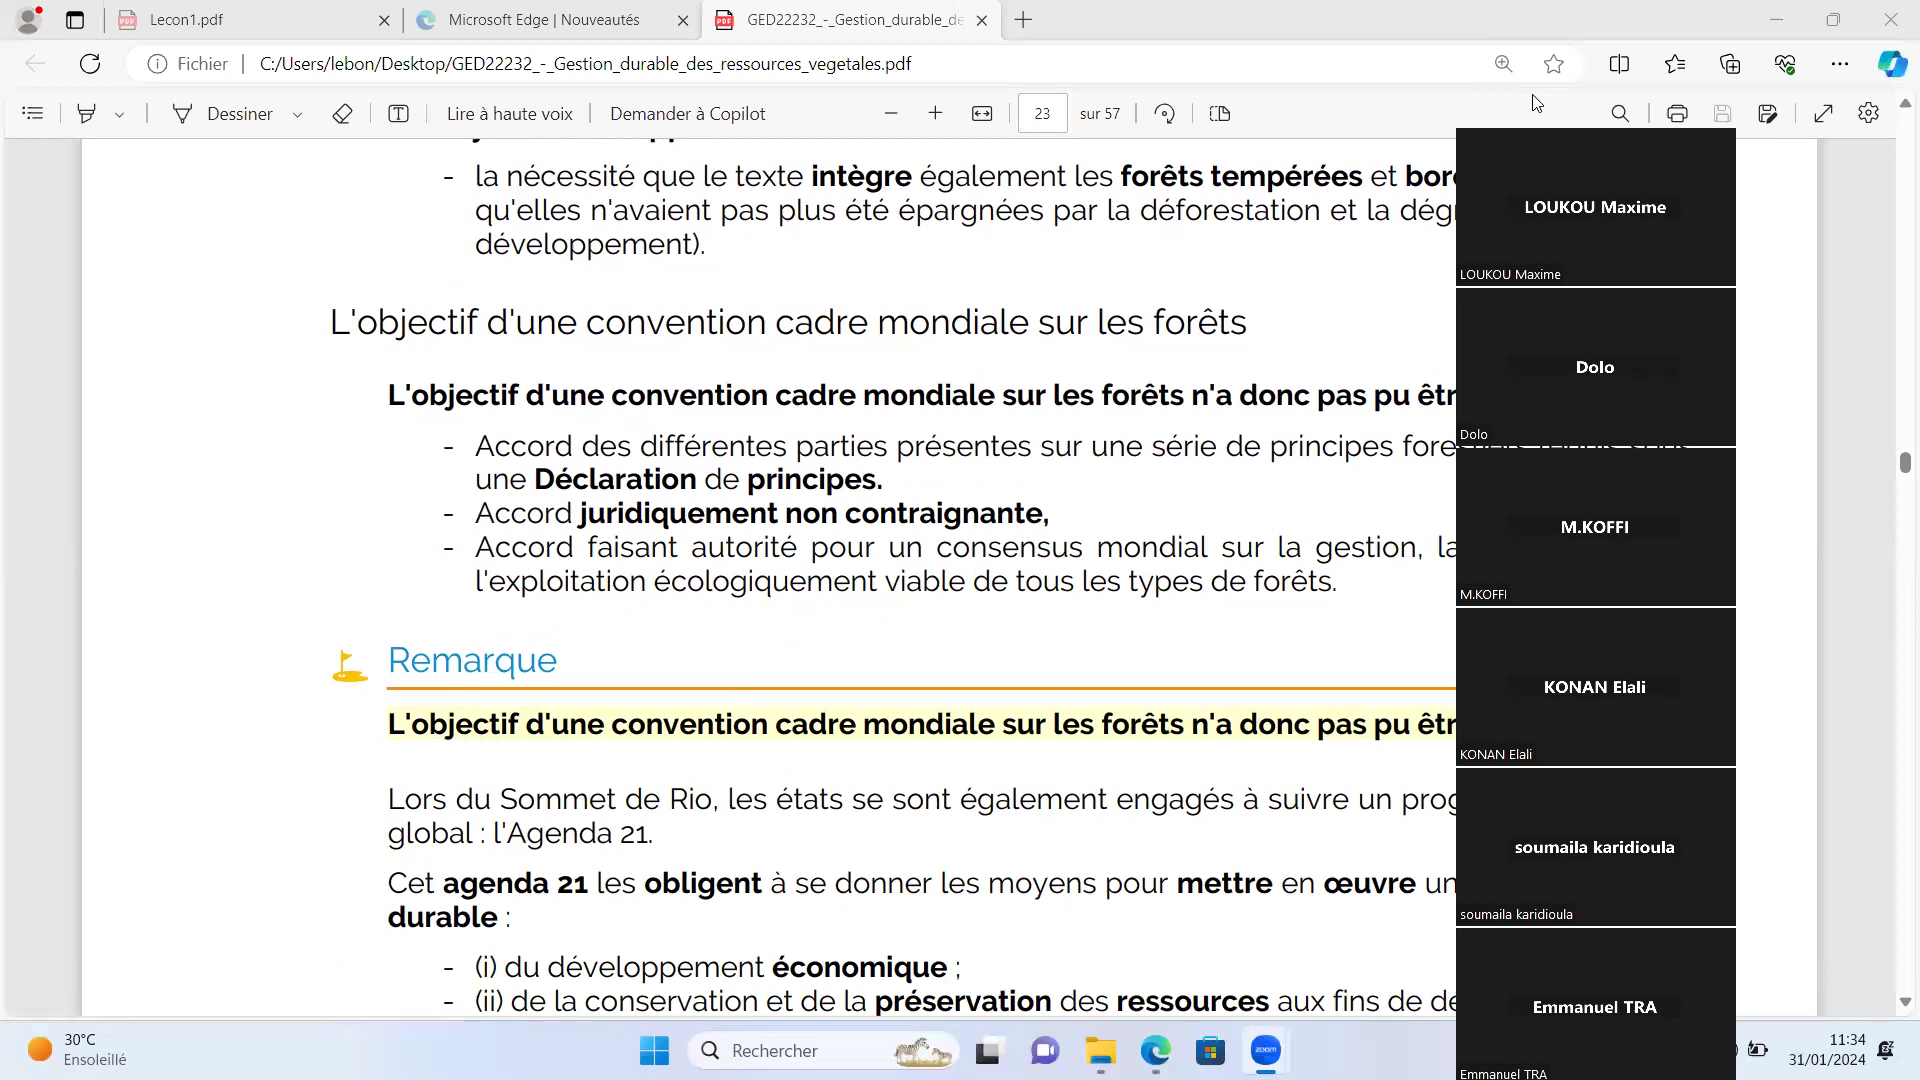 Lecon1.pdf
Microsoft Edge | Nouveautés
GED22232_-_Gestion_durable_de
Fichier
C:/Users/lebon/Desktop/GED22232_-_Gestion_durable_des_ressources_vegetales.pdf
Dessiner
Lire à haute voix
Demander à Copilot
23
sur 57
- la nécessité que le texte intègre également les forêts tempérées et
qu'elles n'avaient pas plus été épargnées par la déforestation et la
développement).
L'objectif d'une convention cadre mondiale sur les forêts
L'objectif d'une convention cadre mondiale sur les forêts n'a donc pas pu
- Accord des différentes parties présentes sur une série de principes
une Déclaration de principes.
- Accord juridiquement non contraignante,
- Accord faisant autorité pour un consensus mondial sur la gestion,
l'exploitation écologiquement viable de tous les types de forêts.
Remarque
L'objectif d'une convention cadre mondiale sur les forêts n'a donc pas pu
Lors du Sommet de Rio, les états se sont également engagés à suivre un
global : l'Agenda 21.
Cet agenda 21 les obligent à se donner les moyens pour mettre en œuvre
durable :
- (i) du développement économique ;
- (ii) de la conservation et de la préservation des ressources aux fins de
LOUKOU Maxime
LOUKOU Maxime
Dolo
Dolo
M.KOFFI
M.KOFFI
KONAN Elali
KONAN Elali
soumaila karidioula
soumaila karidioula
Emmanuel TRA
Emmanuel TRA
30°C
Ensoleillé
Rechercher
zoom
11:34
31/01/2024